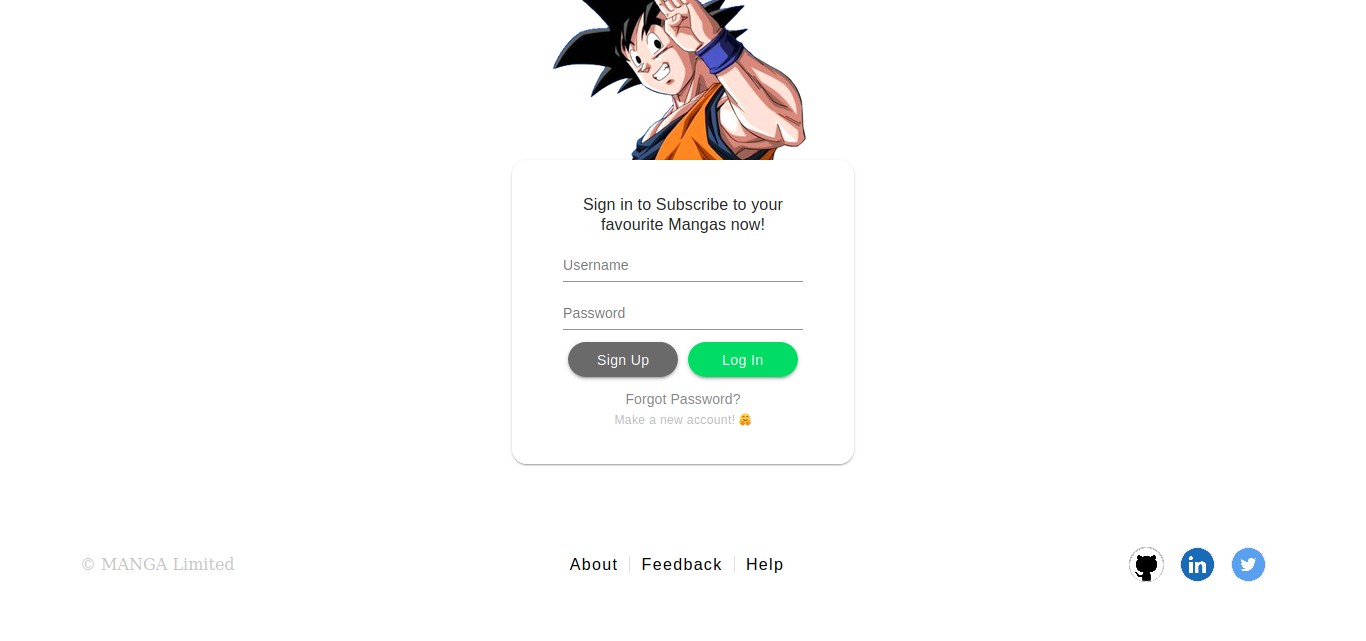 Sign in to Subscribe to your
favourite Mangas now!
Username
Password
Sign Up
Log In
Forgot Password?
Make a new account! 🤗
© MANGA Limited
About
Feedback
Help
in